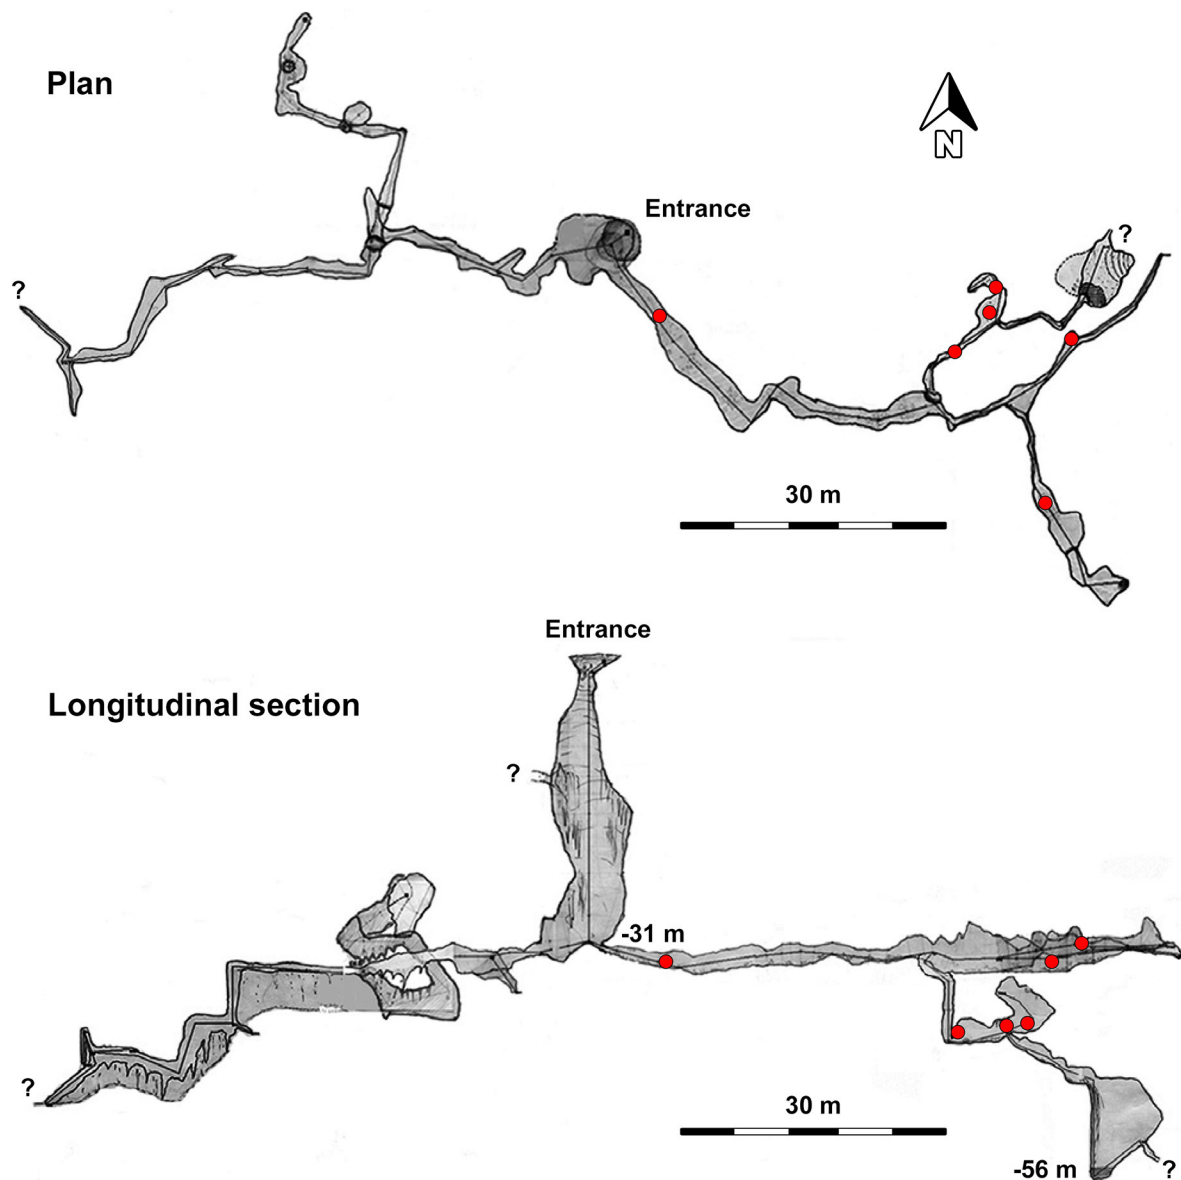 Plan
N
Entrance
?
?
30 m
Entrance
Longitudinal section
?
-31 m
?
30 m
-56 m
?